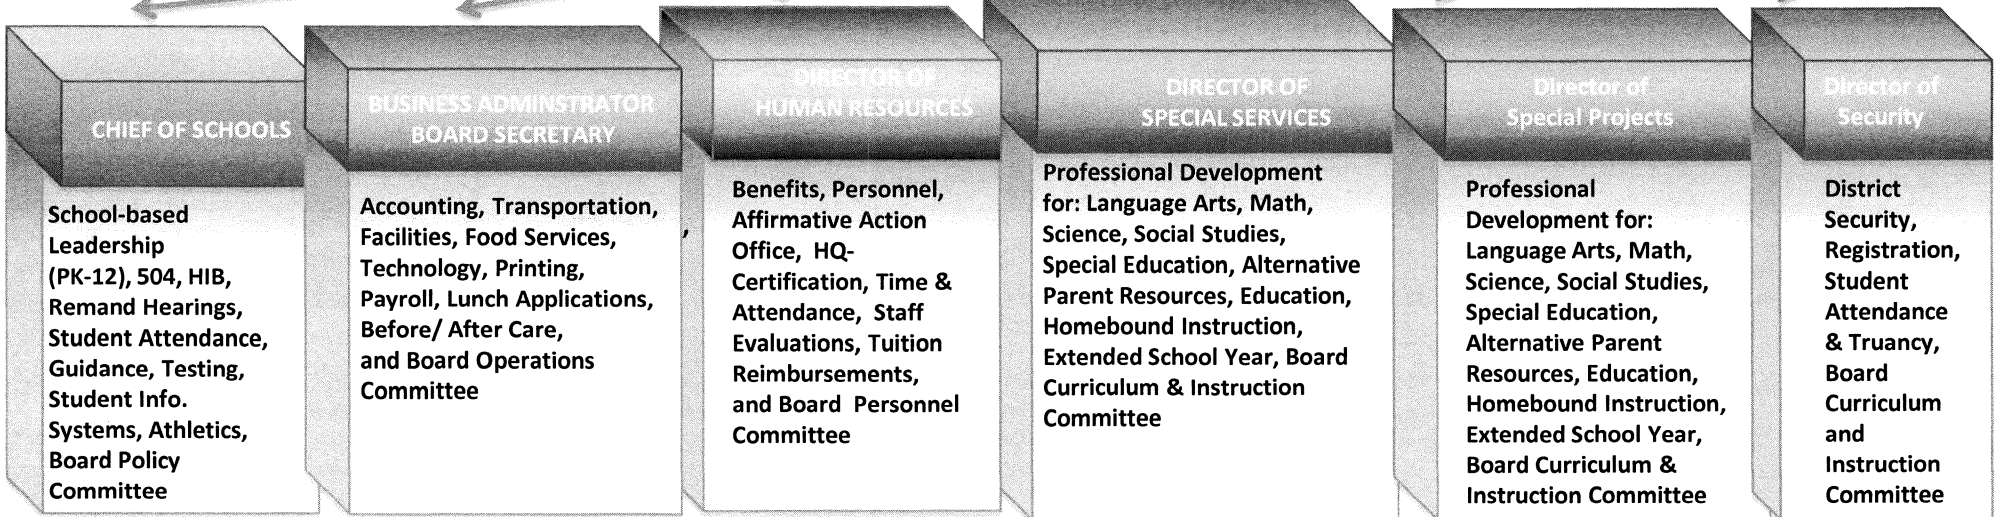 CHIEF OF SCHOOLS
School-based
Leadership
(PK-12), 504, HIB,
Remand Hearings,
Student Attendance,
Guidance, Testing,
Student Info.
Systems, Athletics,
Board Policy
Committee
BUSINESS ADMINSTRATOR
BOARD SECRETARY
Accounting, Transportation,
Facilities, Food Services,
Technology, Printing,
Payroll, Lunch Applications,
Before/ After Care,
and Board Operations
Committee
,
DIRECTOR OF
HUMAN RESOURCES
Benefits, Personnel,
Affirmative Action
Office, HQ-
Certification, Time &
Attendance, Staff
Evaluations, Tuition
Reimbursements,
and Board Personnel
Committee
DIRECTOR OF
SPECIAL SERVICES
Professional Development
for: Language Arts, Math,
Science, Social Studies,
Special Education, Alternative
Parent Resources, Education,
Homebound Instruction,
Extended School Year, Board
Curriculum & Instruction
Committee
Director of
Special Projects
Professional
Development for:
Language Arts, Math,
Science, Social Studies,
Special Education,
Alternative Parent
Resources, Education,
Homebound Instruction,
Extended School Year,
Board Curriculum &
Instruction Committee
Director of
Security
District
Security,
Registration,
Student
Attendance
& Truancy,
Board
Curriculum
and
Instruction
Committee